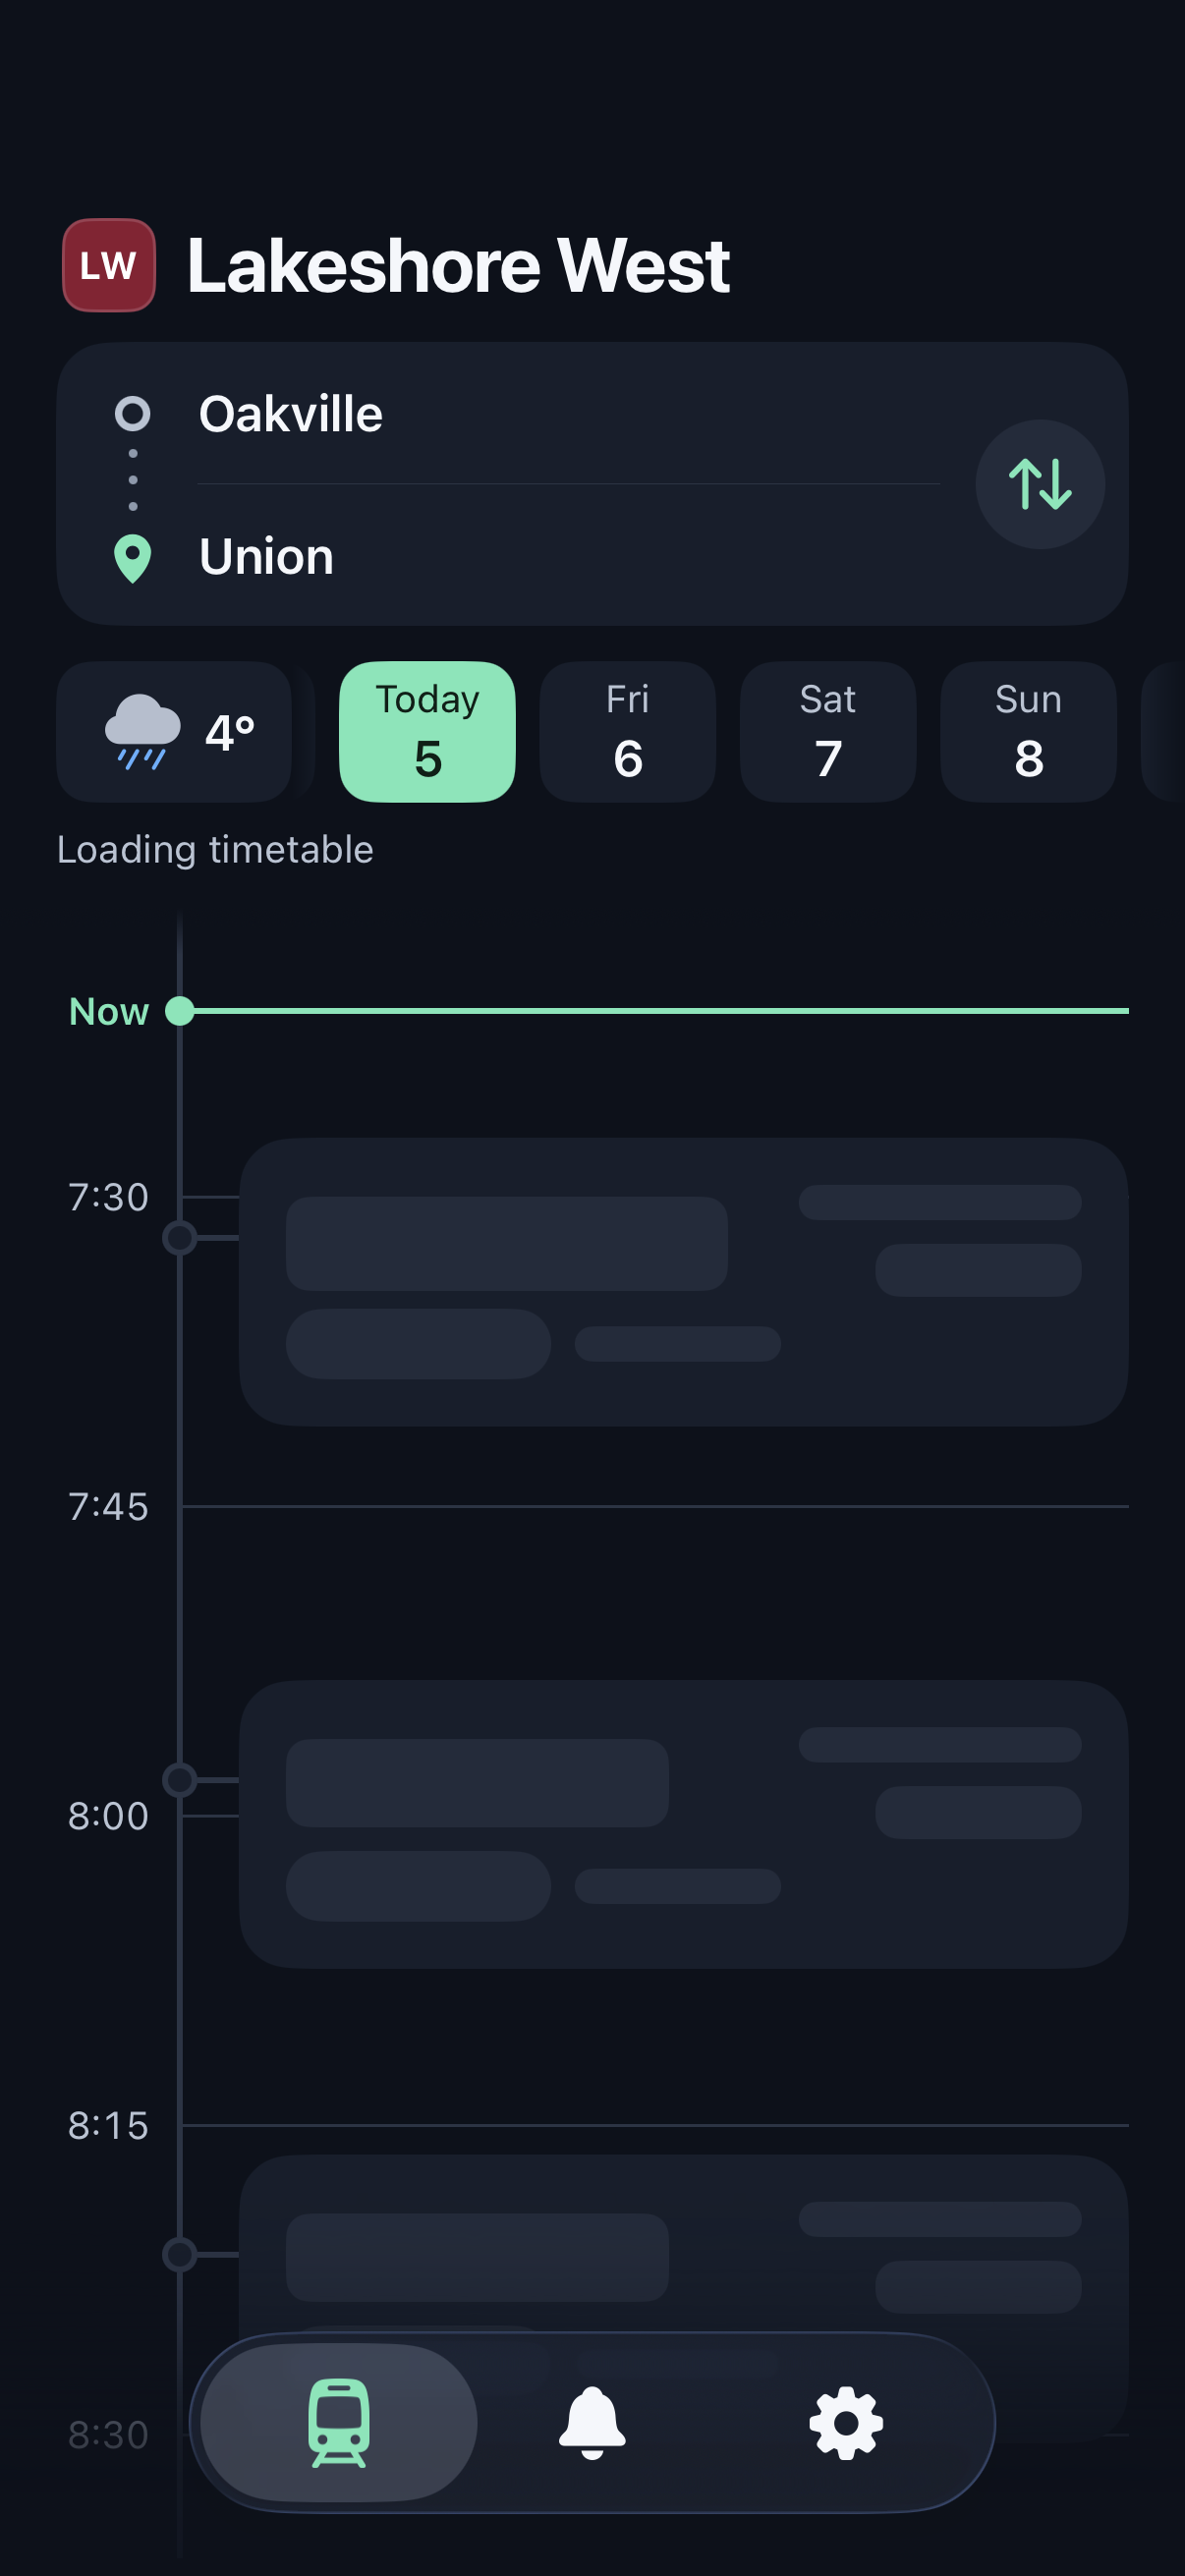 LW Lakeshore West
Oakville
Union
4° Today Fri Sat Sun
5 6 7 8
Loading timetable
Now
7:30
7:45
8:00
8:15
8:30